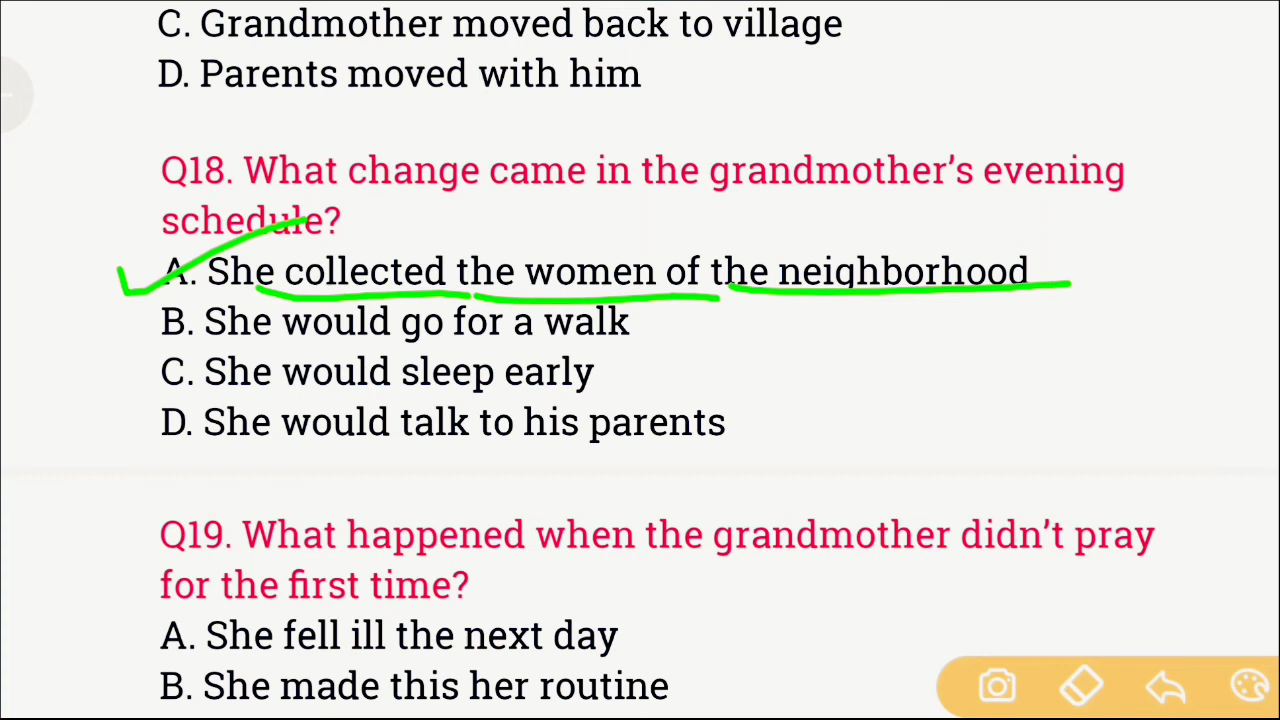 C. Grandmother moved back to village
D. Parents moved with him
Q18. What change came in the grandmother's evening
schedule?
A. She collected the women of the neighborhood
B. She would go for a walk
C. She would sleep early
D. She would talk to his parents
Q19. What happened when the grandmother didn't pray
for the first time?
A. She fell ill the next day
B. She made this her routine